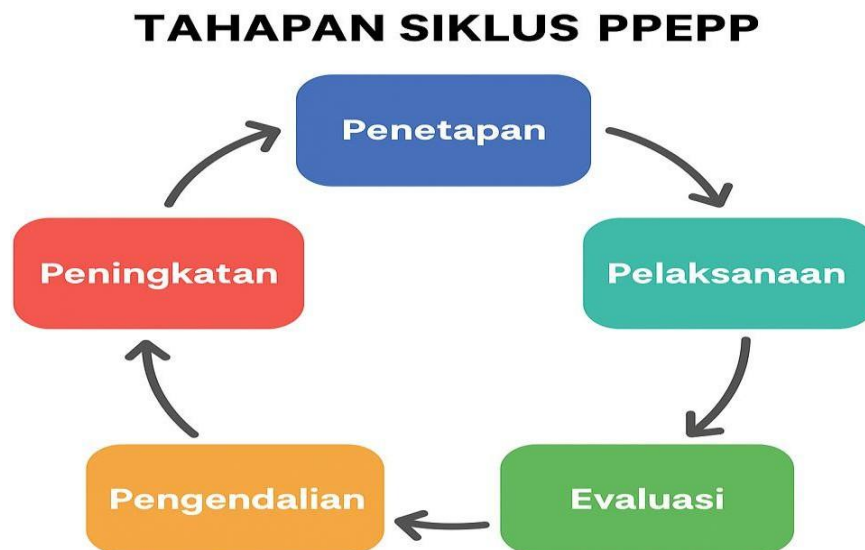 TAHAPAN SIKLUS PPEPP
Penetapan
Pelaksanaan
Evaluasi
Pengendalian
Peningkatan